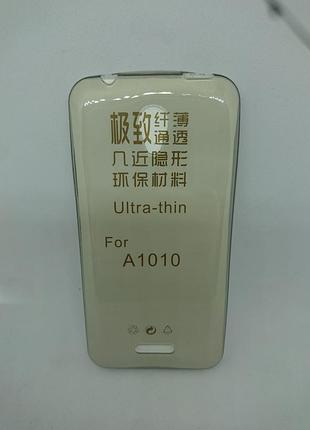 极致纤薄
通透
几近隐形
环保材料
Ultra-thin
For
A1010